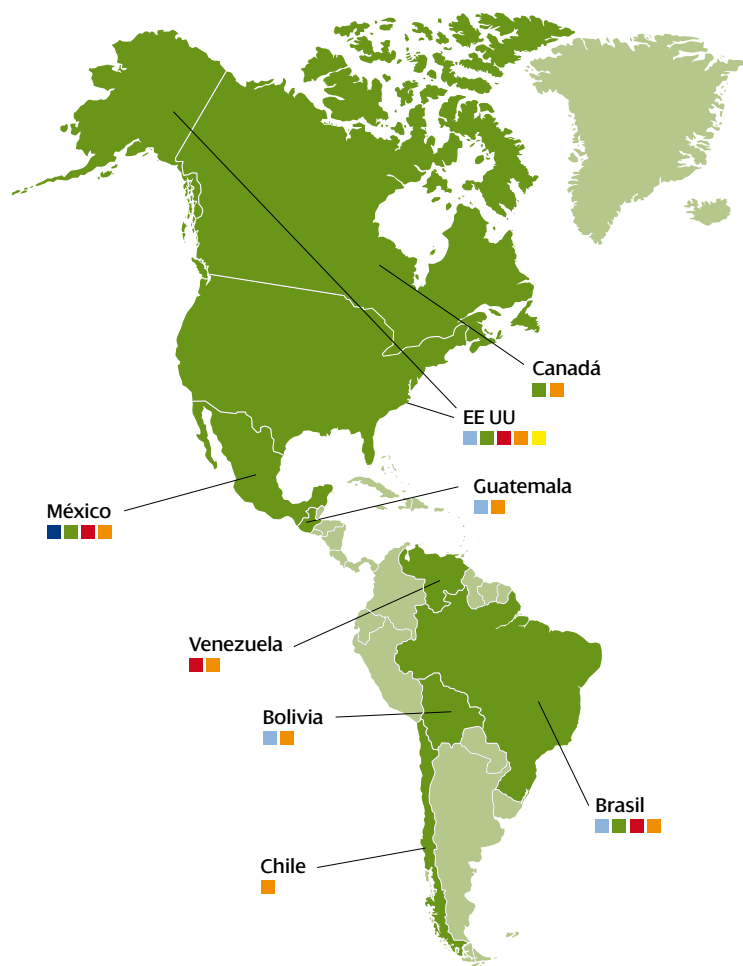 Canadá
EE UU
Guatemala
México
Venezuela
Bolivia
Brasil
Chile